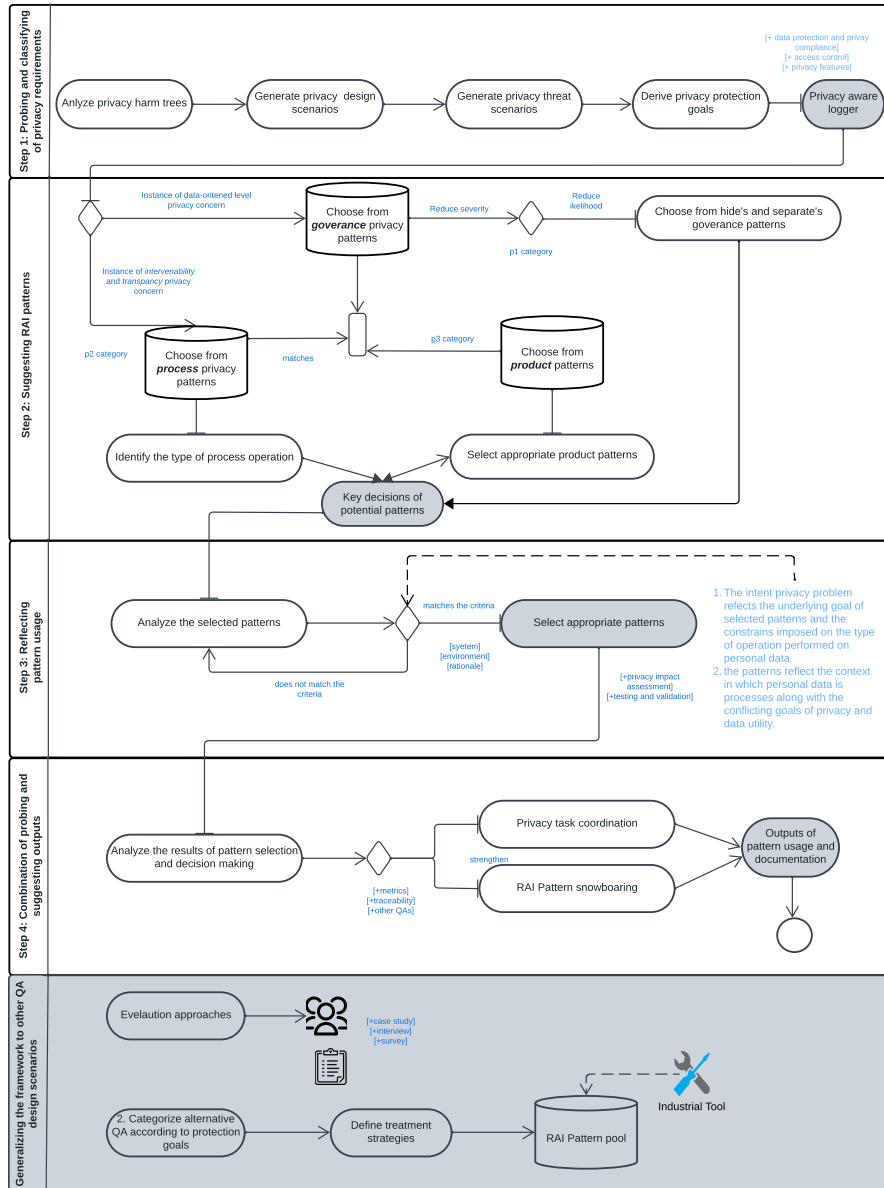 Step 1: Probing and classifying
of privacy requirements
[+ data protection and privay
compliance]
[+ access control]
[+ privacy features]
Anlyze privacy harm trees
Generate privacy design
scenarios
Generate privacy threat
scenarios
Derive privacy protection
goals
Privacy aware
logger
Step 2: Suggesting RAI patterns
Instance of data-oritened level
privacy concern
Choose from
goverance privacy
patterns
Reduce severity
Reduce
ikelihood
p1 category
Choose from hide's and separate's
goverance patterns
Instance of intervenability
and transpancy privacy
concern
p2 category
Choose from
process privacy
patterns
matches
p3 category
Choose from
product patterns
Identify the type of process operation
Select appropriate product patterns
Key decisions of
potential patterns
Step 3: Reflecting
pattern usage
Analyze the selected patterns
matches the criteria
[syetem]
[environment]
[rationale]
does not match the
criteria
Select appropriate patterns
[+privacy impact
assessment]
[+testing and validation]
1. The intent privacy problem
refects the underlying goal of
selected patterns and the
constrains imposed on the type
of operation performed on
personal data
2. the patterns reflect the context
in which personal data is
processes along with the
conflicting goals of privacy and
data utility.
Step 4: Combination of probing and
suggesting outputs
Analyze the results of pattern selection
and decision making
[+metrics]
[+traceability]
[+other QAs]
strengthen
Privacy task coordination
RAI Pattern snowboaring
Outputs of
pattern usage and
documentation
Generalizing the framework to other QA
design scenarios
Evelaution approaches
[+case study]
[+interview]
[+survey]
2. Categorize alternative
QA according to protection
goals
Define treatment
strategies
RAI Pattern pool
Industrial Tool